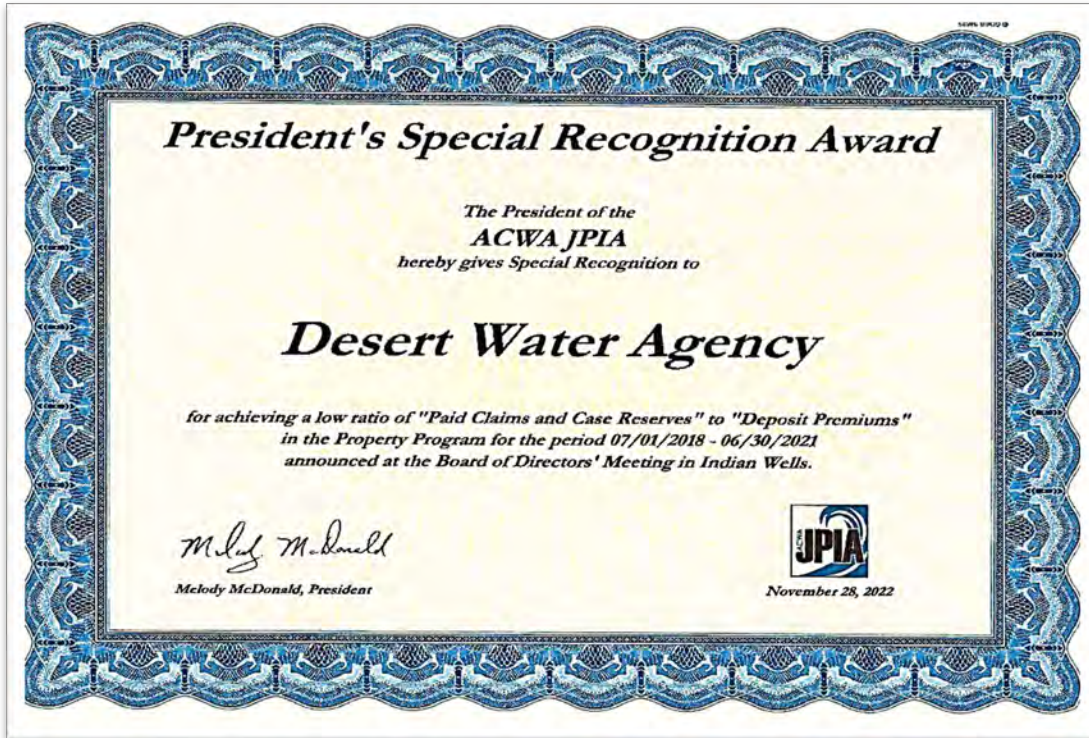 President's Special Recognition Award
The President of the
ACWA JPIA
hereby gives Special Recognition to
Desert Water Agency
for achieving a low ratio of "Paid Claims and Case Reserves" to "Deposit Premiums"
in the Property Program for the period 07/01/2018 - 06/30/2021
announced at the Board of Directors' Meeting in Indian Wells.
Melody McDonald
Melody McDonald, President
ACWA
JPIA
November 28, 2022